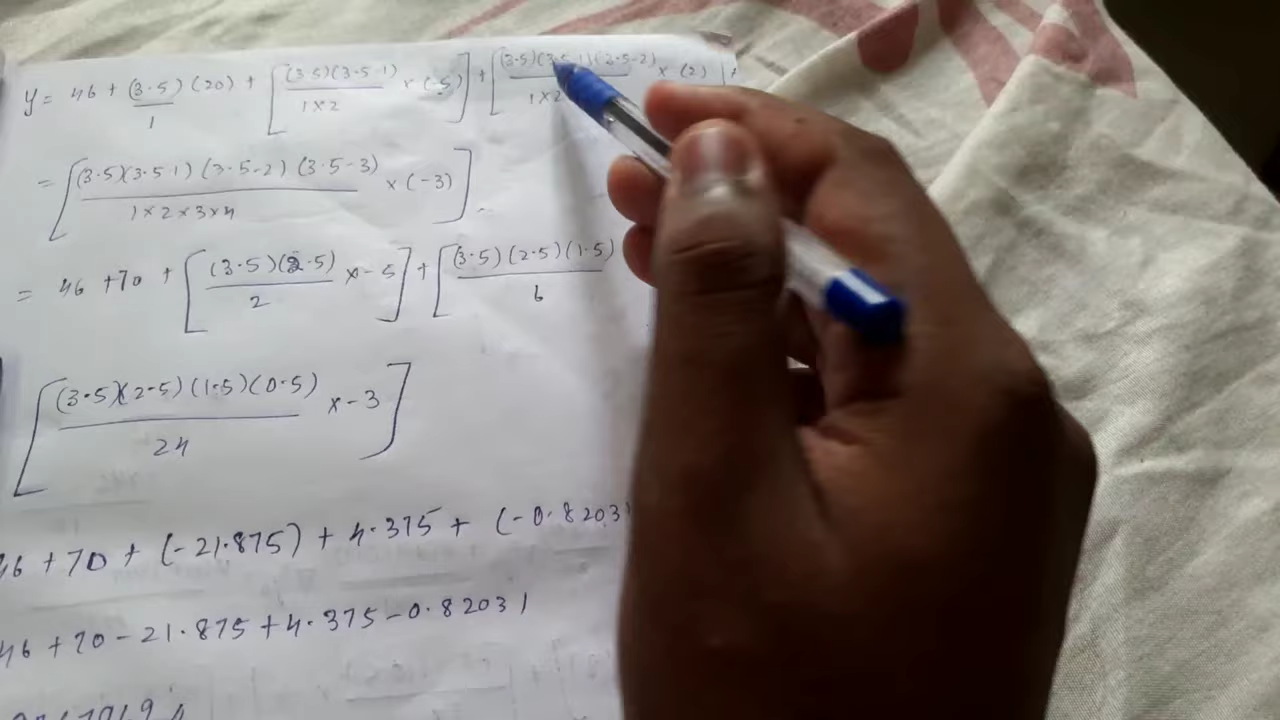 y = 46 + (3.5)/1 (20) + [(3.5)(3.5-1)/1×2 × (-5)] + [(3.5)(3.5-1)(2.5-2)/1×2 × (2)] +
= [(3.5)(3.5 1)(3.5-2)(3.5-3)/1×2×3×4 × (-3)]
= 46 +70 + [(3.5)(2.5)/2 × -5] + [(3.5)(2.5)(1.5)/6
[(3.5)(2.5)(1.5)(0.5)/24 × -3]
46 +70 + (-21.875) + 4.375 + (-0.8203
46 +70 - 21.875 + 4.375 - 0.82031